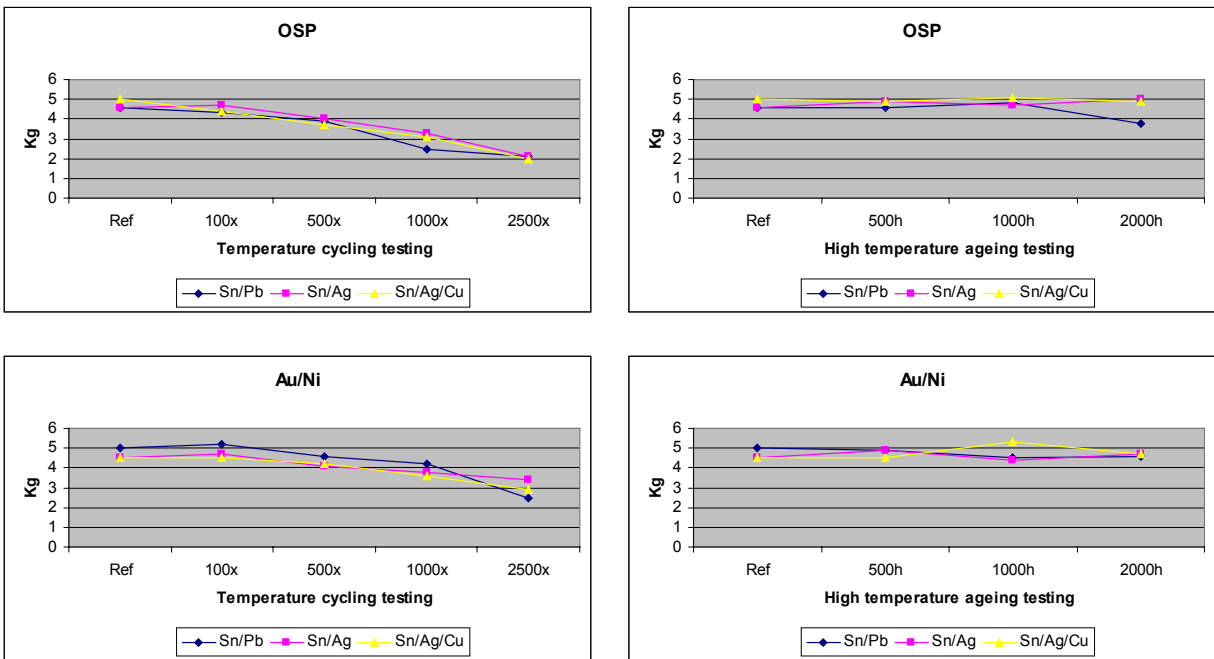 OSP
6
5
4
3
2
1
0
Kg
Ref 100x 500x 1000x 2500x
Temperature cycling testing
Sn/Pb Sn/Ag Sn/Ag/Cu
OSP
6
5
4
3
2
1
0
Kg
Ref 500h 1000h 2000h
High temperature ageing testing
Sn/Pb Sn/Ag Sn/Ag/Cu
Au/Ni
6
5
4
3
2
1
0
Kg
Ref 100x 500x 1000x 2500x
Temperature cycling testing
Sn/Pb Sn/Ag Sn/Ag/Cu
Au/Ni
6
5
4
3
2
1
0
Kg
Ref 500h 1000h 2000h
High temperature ageing testing
Sn/Pb Sn/Ag Sn/Ag/Cu